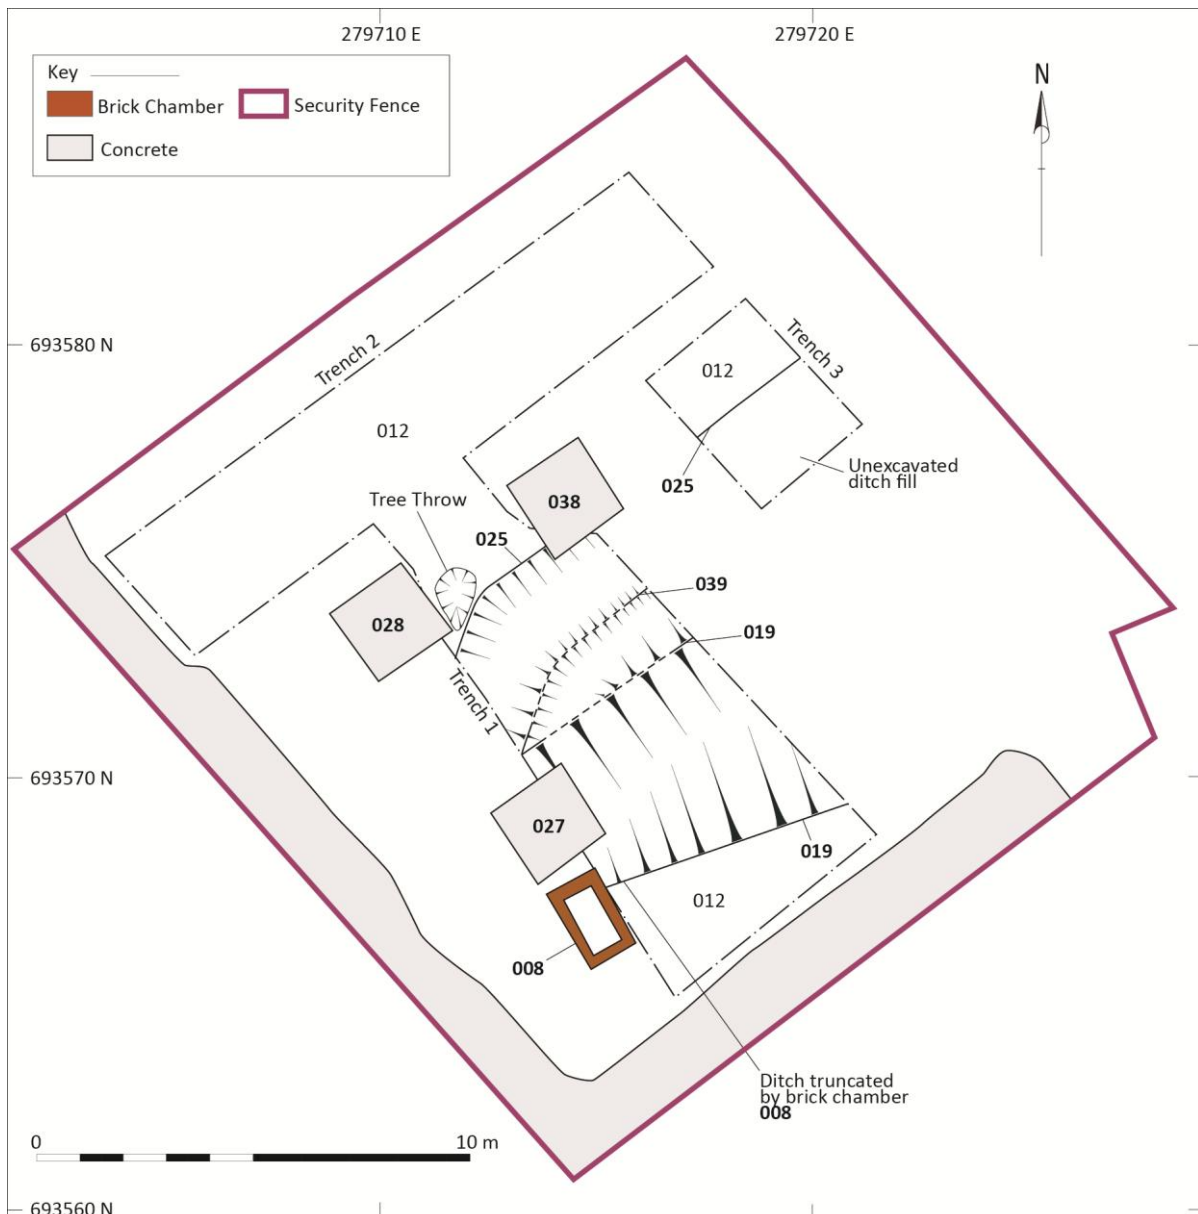 279710 E
279720 E
Key
Brick Chamber
Security Fence
Concrete
N
693580 N
Trench 2
Trench 3
012
012
Unexcavated
ditch fill
025
Tree Throw
038
025
039
028
019
Trench 1
693570 N
027
019
012
008
Ditch truncated
by brick chamber
008
0
10 m
693560 N